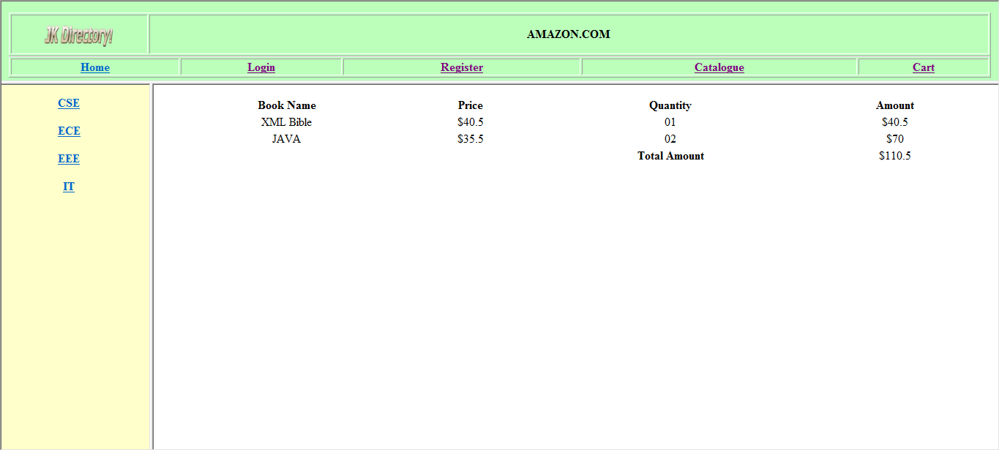 JK Directory!
AMAZON.COM
Home Login Register Catalogue Cart
CSE
ECE
EEE
IT
Book Name Price Quantity Amount
XML Bible $40.5 01 $40.5
JAVA $35.5 02 $70
Total Amount $110.5